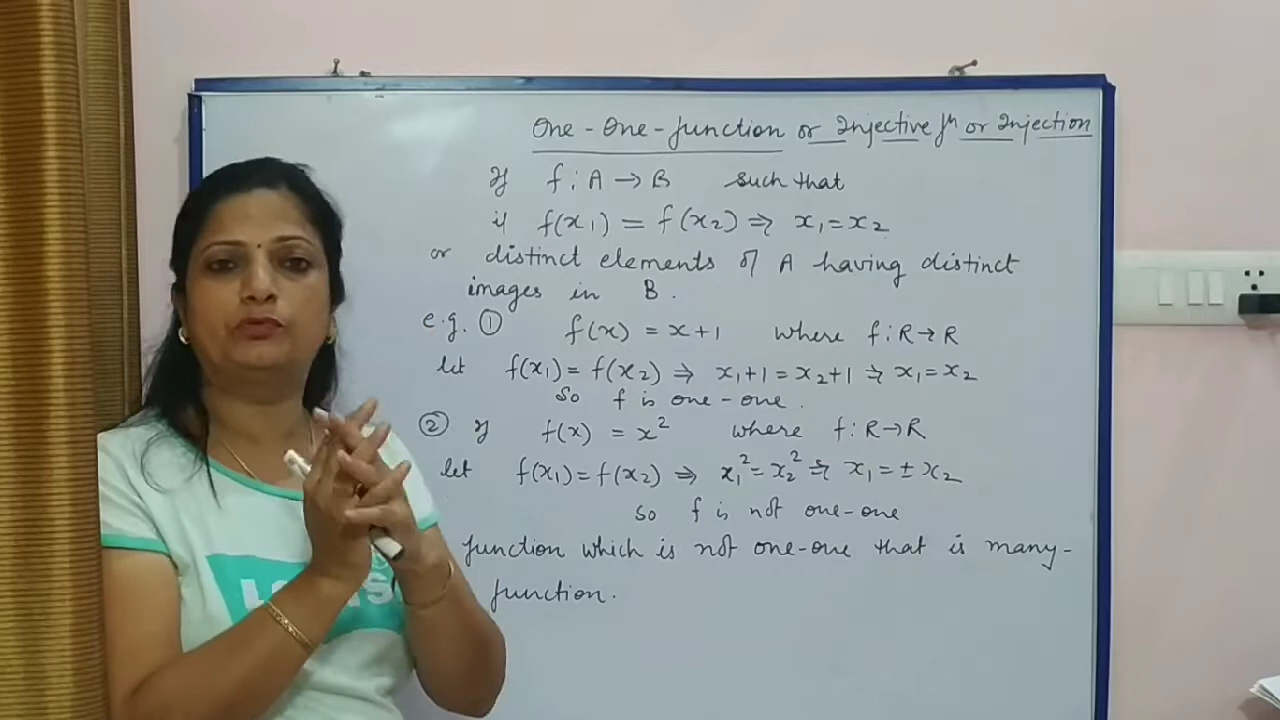 One-One-function or Injective fn or Injection
If f : A → B such that
if f(x₁) = f(x₂) ⇒ x₁ = x₂
or distinct elements of A having distinct
images in B.
e.g. ① f(x) = x+1 where f : R → R
let f(x₁) = f(x₂) ⇒ x₁+1 = x₂+1 ⇒ x₁ = x₂
So f is one-one.
② If f(x) = x² where f : R → R
let f(x₁) = f(x₂) ⇒ x₁² = x₂² ⇒ x₁ = ± x₂
so f is not one-one
function which is not one-one that is many-
function.